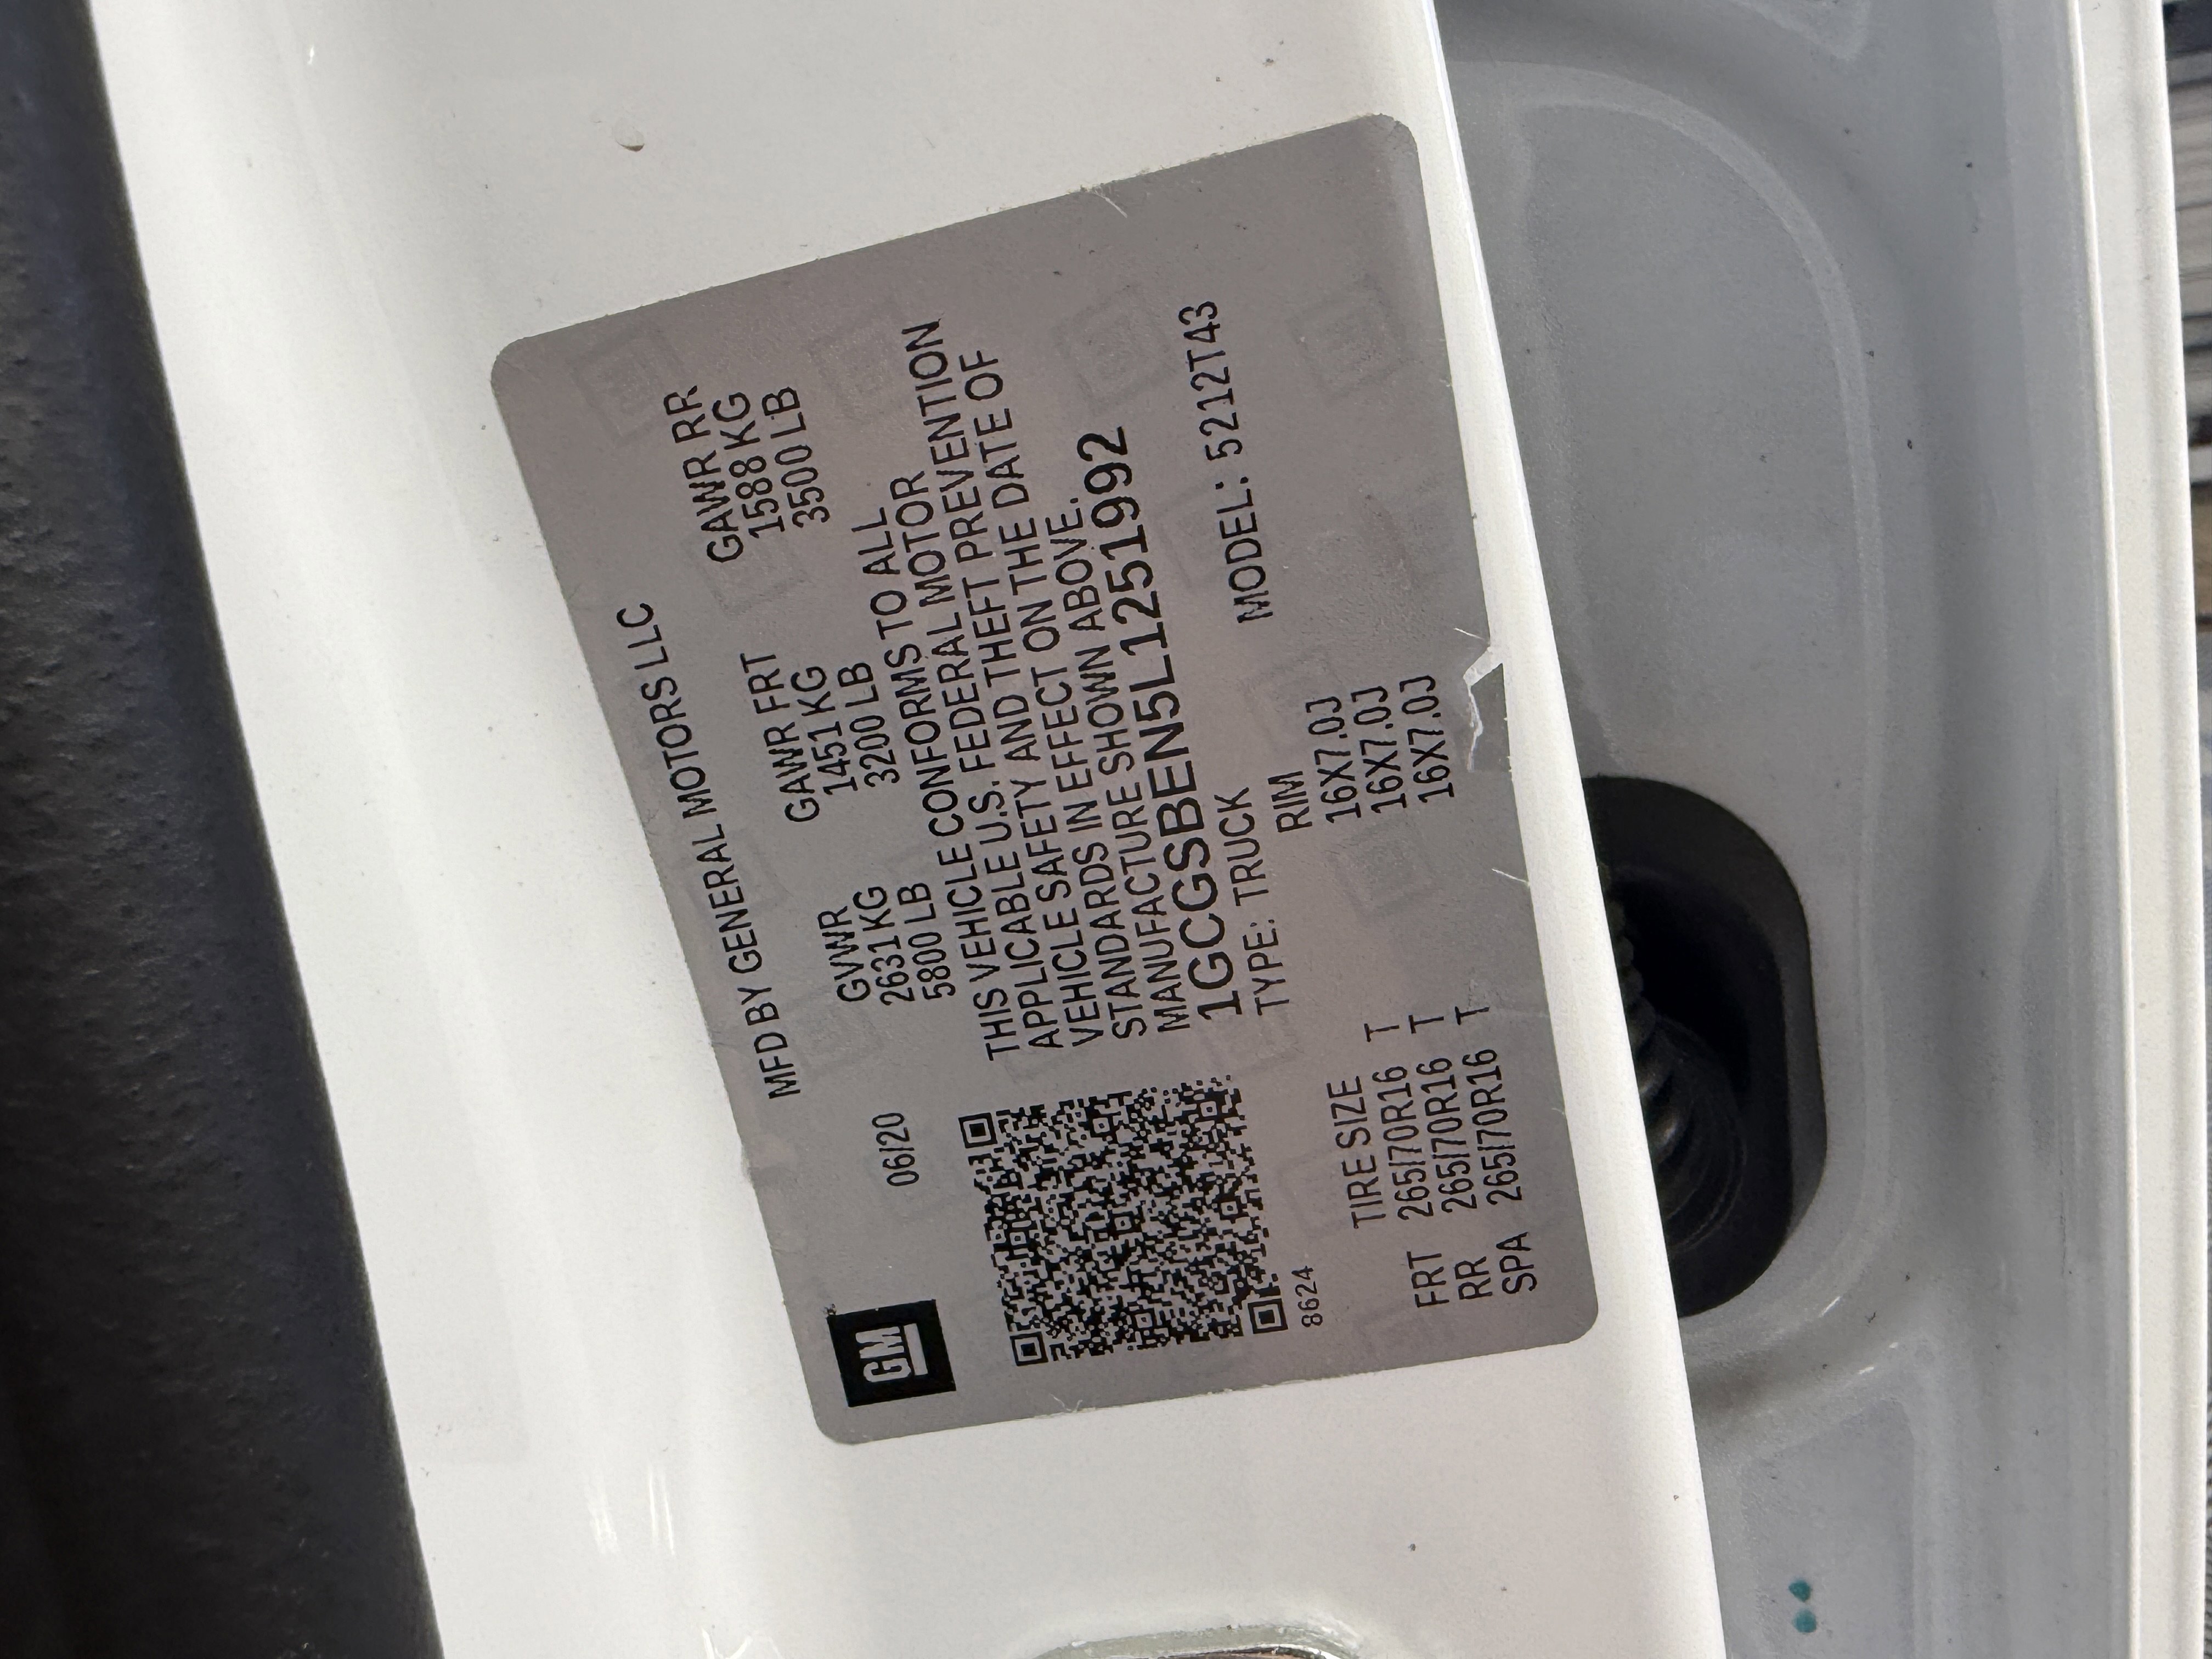 GM
MFD BY GENERAL MOTORS LLC
06/20
GVWR GAWR FRT GAWR RR
2631 KG 1451 KG 1588 KG
5800 LB 3200 LB 3500 LB
THIS VEHICLE CONFORMS TO ALL
APPLICABLE U.S. FEDERAL MOTOR
VEHICLE SAFETY AND THEFT PREVENTION
STANDARDS IN EFFECT ON THE DATE OF
MANUFACTURE SHOWN ABOVE.
1GCGSBEN5L1251992
TYPE: TRUCK MODEL: 5212T43
8624
TIRE SIZE RIM
FRT 265/70R16 T 16X7.0J
RR 265/70R16 T 16X7.0J
SPA 265/70R16 T 16X7.0J